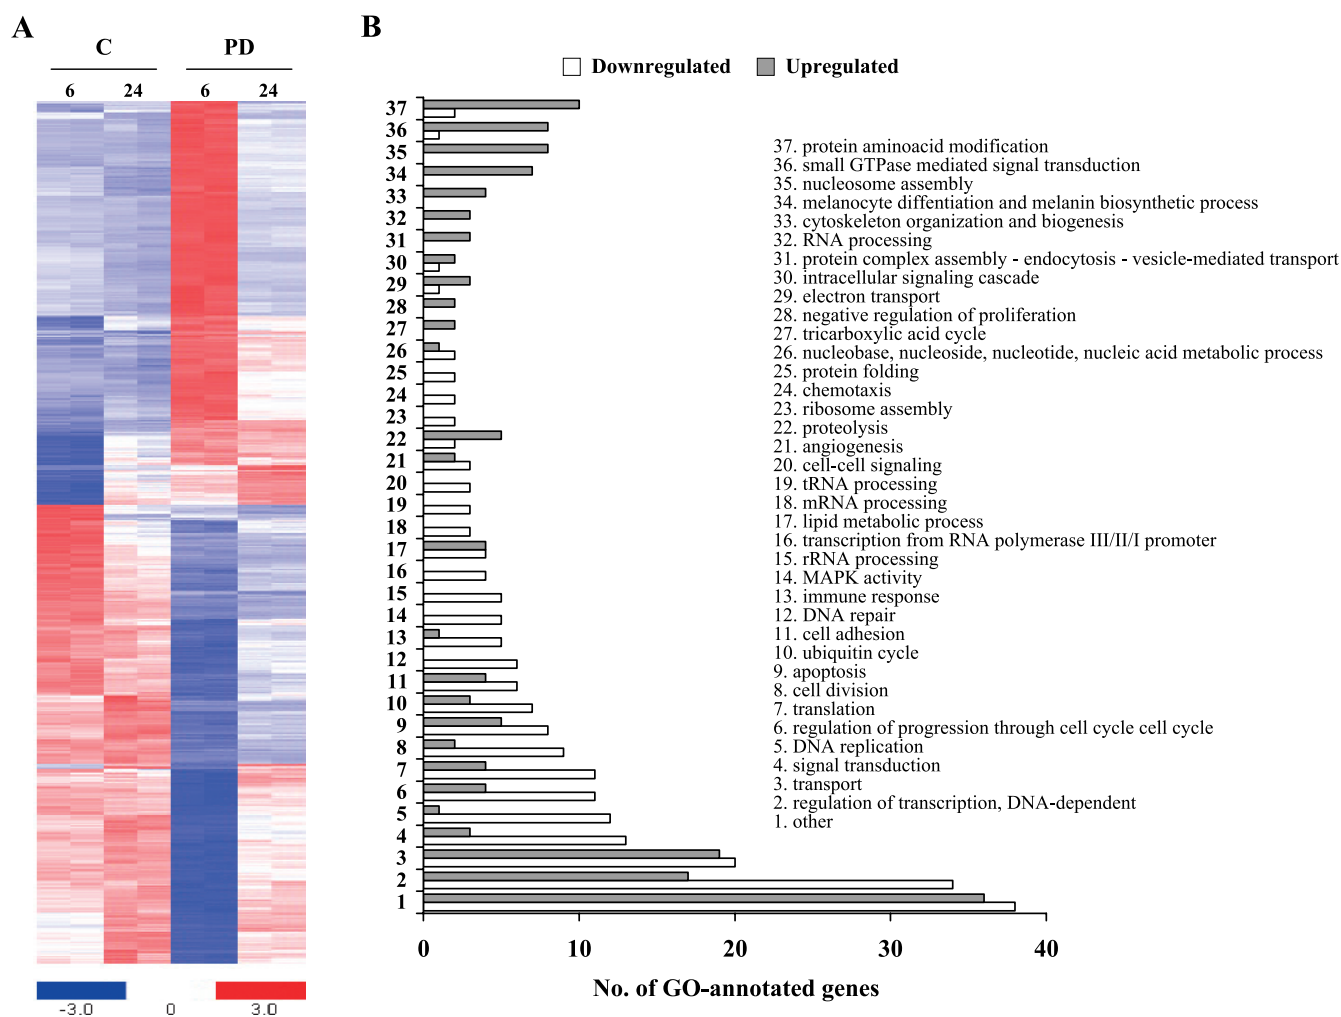 A
B
C
PD
6
24
6
24
Downregulated
Upregulated
37
36
35
34
33
32
31
30
29
28
27
26
25
24
23
22
21
20
19
18
17
16
15
14
13
12
11
10
9
8
7
6
5
4
3
2
1
37. protein aminoacid modification
36. small GTPase mediated signal transduction
35. nucleosome assembly
34. melanocyte diffentiation and melanin biosynthetic process
33. cytoskeleton organization and biogenesis
32. RNA processing
31. protein complex assembly - endocytosis - vesicle-mediated transport
30. intracellular signaling cascade
29. electron transport
28. negative regulation of proliferation
27. tricarboxylic acid cycle
26. nucleobase, nucleoside, nucleotide, nucleic acid metabolic process
25. protein folding
24. chemotaxis
23. ribosome assembly
22. proteolysis
21. angiogenesis
20. cell-cell signaling
19. tRNA processing
18. mRNA processing
17. lipid metabolic process
16. transcription from RNA polymerase III/II/I promoter
15. rRNA processing
14. MAPK activity
13. immune response
12. DNA repair
11. cell adhesion
10. ubiquitin cycle
9. apoptosis
8. cell division
7. translation
6. regulation of progression through cell cycle cell cycle
5. DNA replication
4. signal transduction
3. transport
2. regulation of transcription, DNA-dependent
1. other
0
10
20
30
40
No. of GO-annotated genes
-3.0
0
3.0